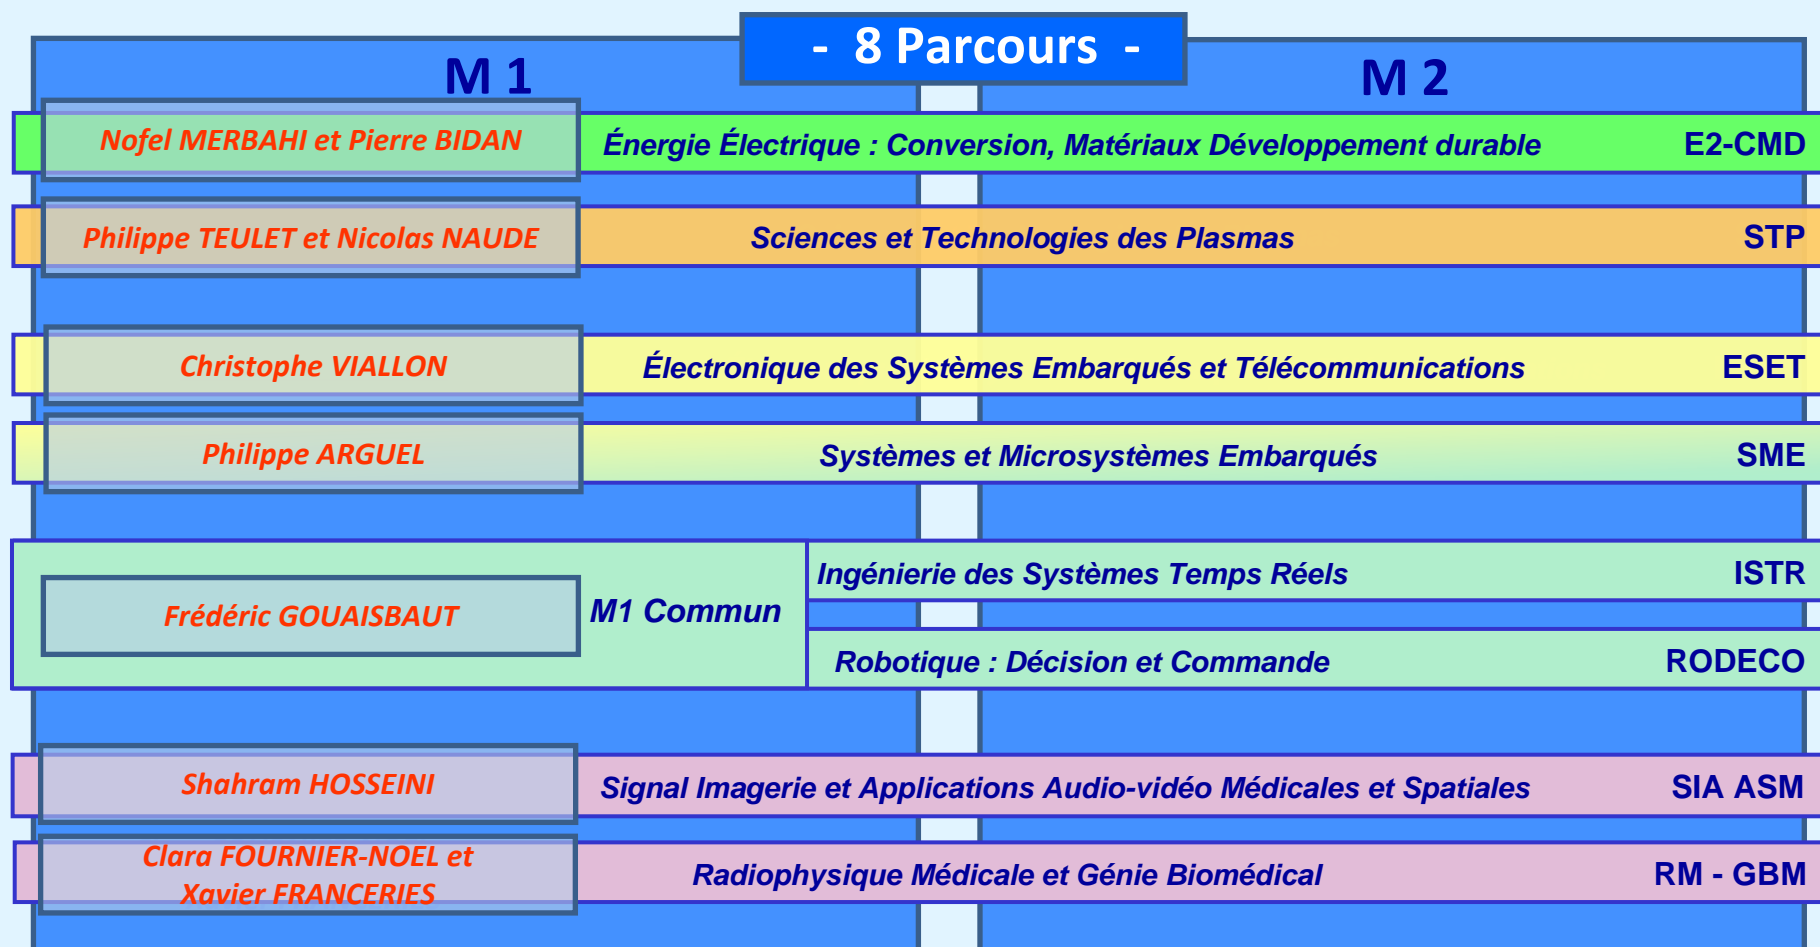 - 8 Parcours -
M 1
M 2
Nofel MERBAHI et Pierre BIDAN
Énergie Électrique : Conversion, Matériaux Développement durable
E2-CMD
Philippe TEULET et Nicolas NAUDE
Sciences et Technologies des Plasmas
STP
Christophe VIALLON
Électronique des Systèmes Embarqués et Télécommunications
ESET
Philippe ARGUEL
Systèmes et Microsystèmes Embarqués
SME
Frédéric GOUAISBAUT
M1 Commun
Ingénierie des Systèmes Temps Réels
ISTR
Robotique : Décision et Commande
RODECO
Shahram HOSSEINI
Signal Imagerie et Applications Audio-vidéo Médicales et Spatiales
SIA ASM
Clara FOURNIER-NOEL et
Xavier FRANCERIES
Radiophysique Médicale et Génie Biomédical
RM - GBM